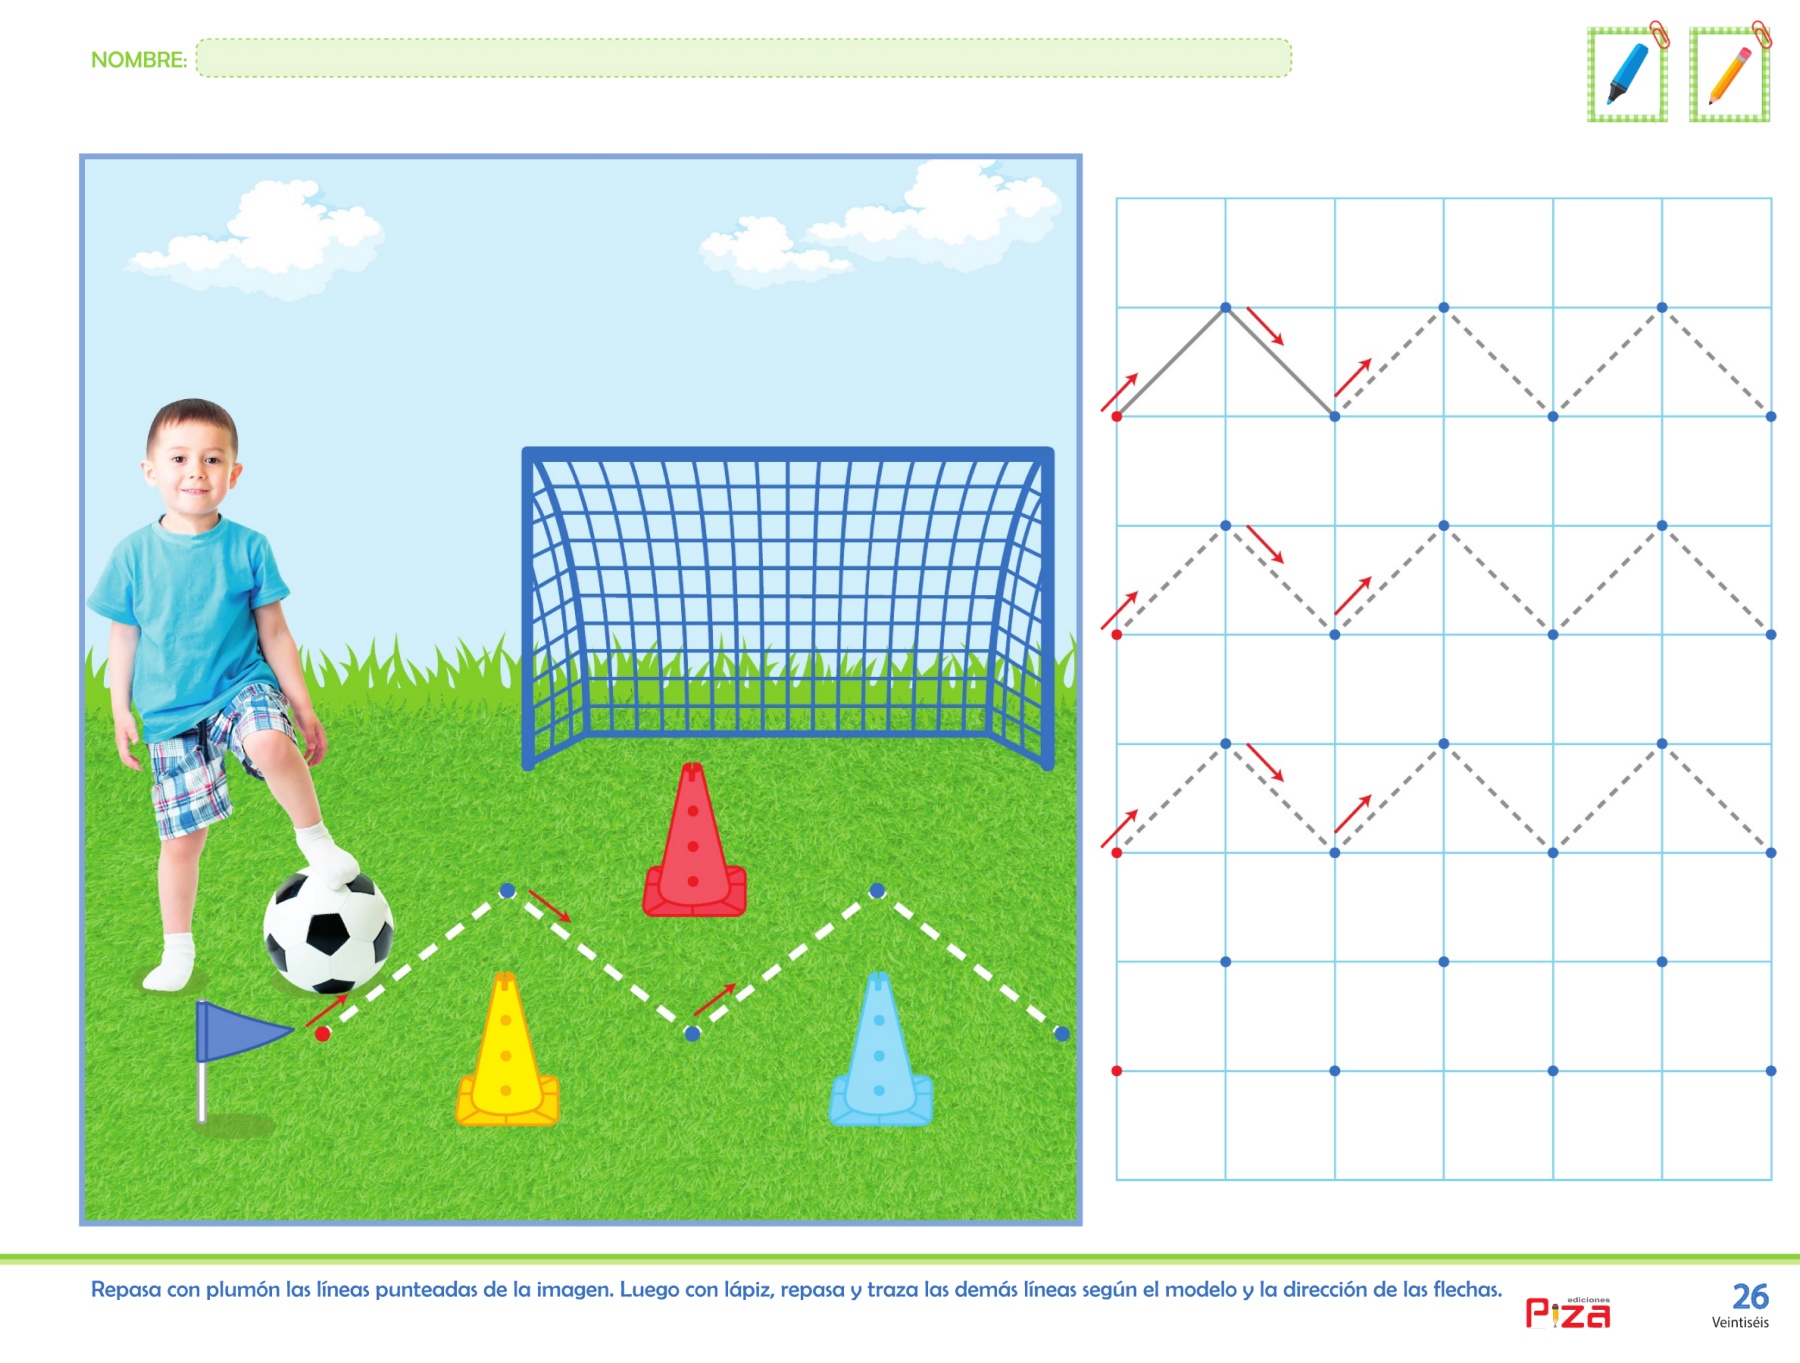 NOMBRE:
Repasa con plumón las líneas punteadas de la imagen. Luego con lápiz, repasa y traza las demás líneas según el modelo y la dirección de las flechas.
ediciones
Piza
26
Veintiséis